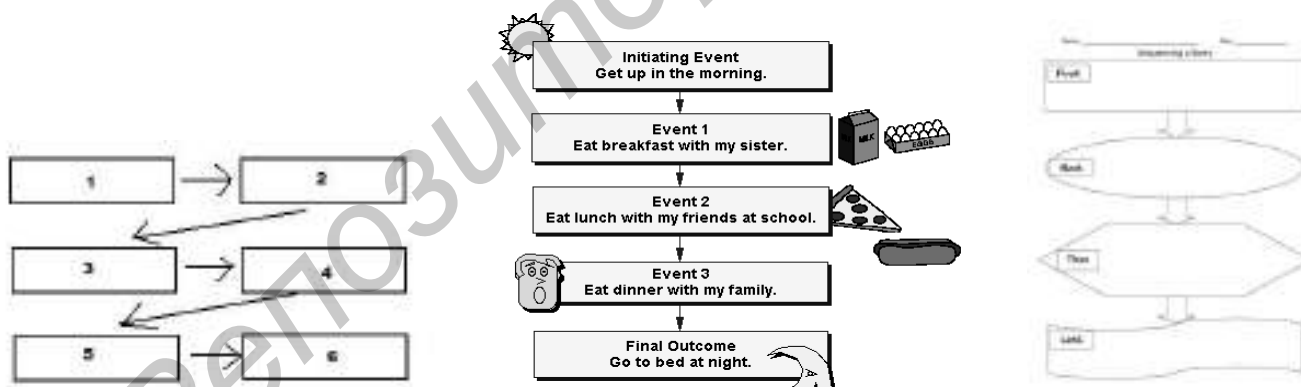 1
2
3
4
5
6
Initiating Event
Get up in the morning.
Event 1
Eat breakfast with my sister.
MILK
EGGS
Event 2
Eat lunch with my friends at school.
Event 3
Eat dinner with my family.
Final Outcome
Go to bed at night.
First
Next
Then
Last
Репозитор